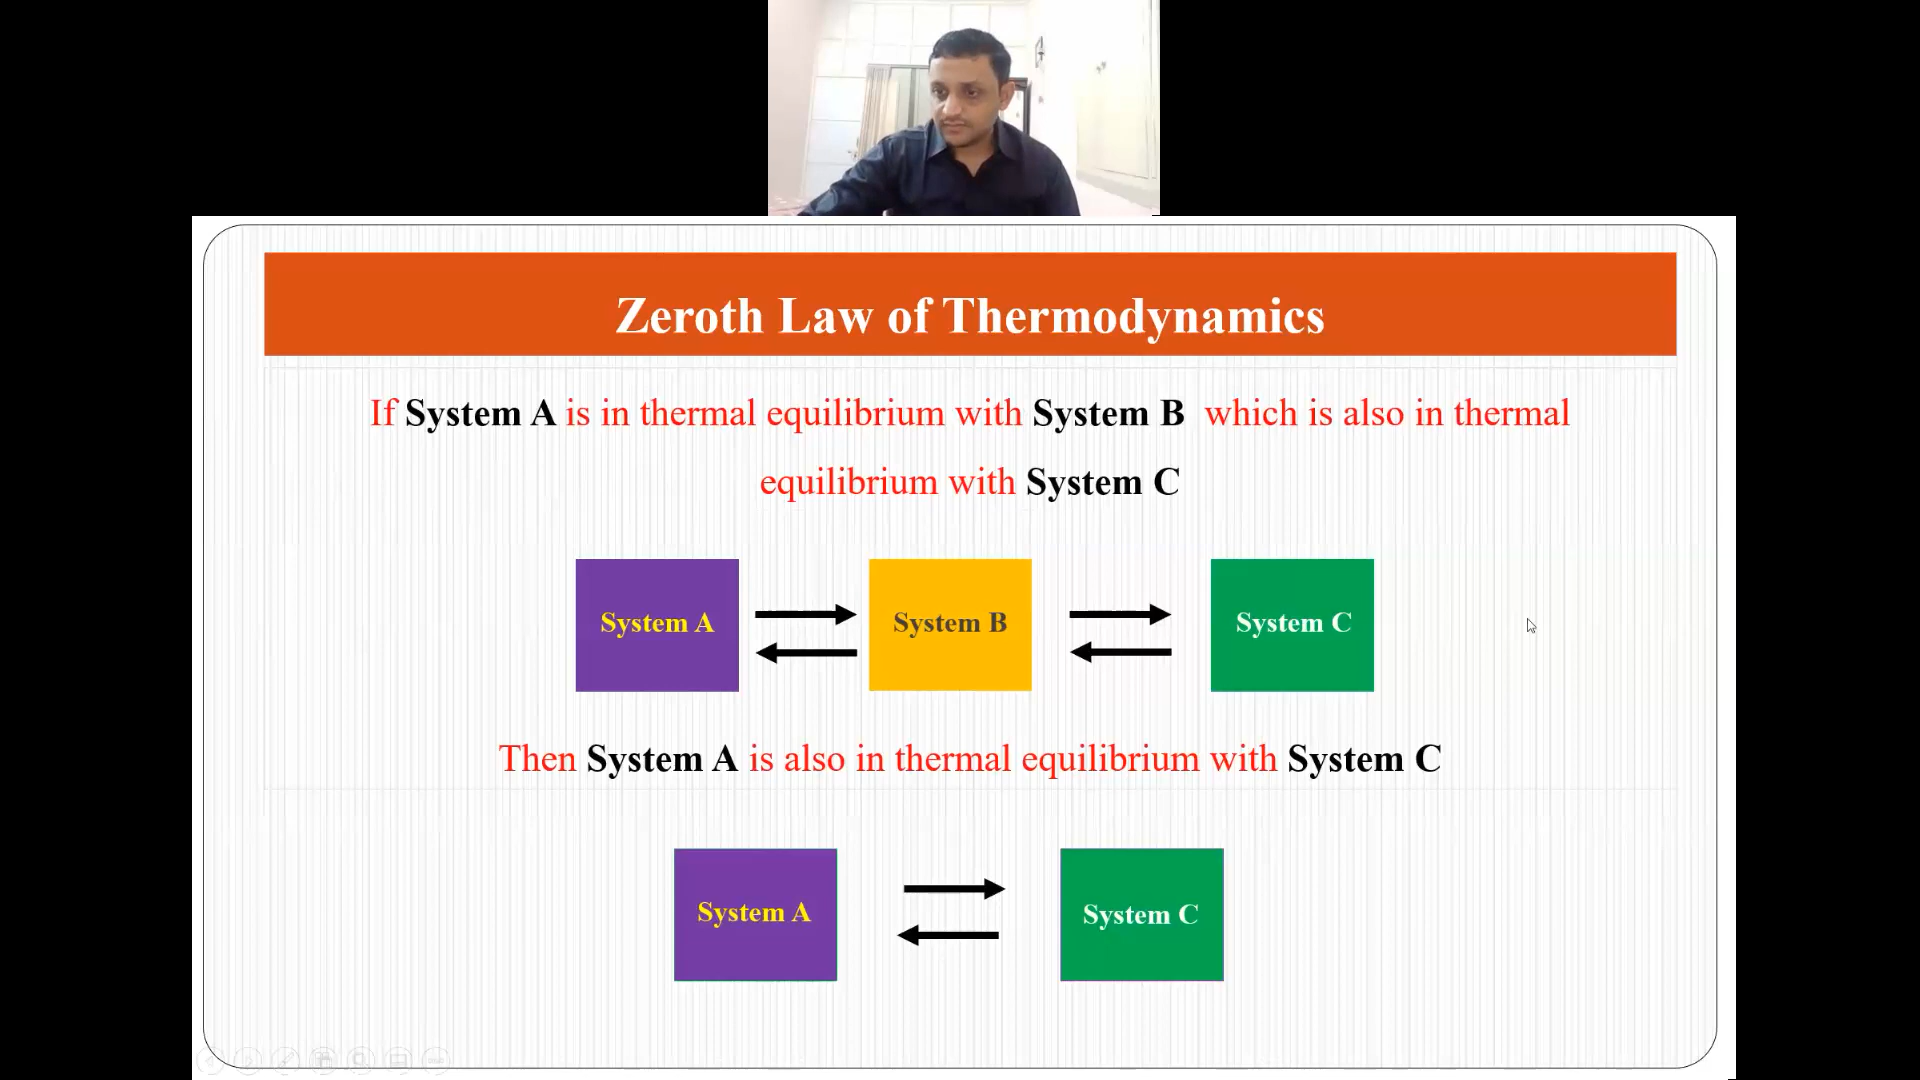 Zeroth Law of Thermodynamics
If System A is in thermal equilibrium with System B which is also in thermal
equilibrium with System C
System A
System B
System C
Then System A is also in thermal equilibrium with System C
System A
System C